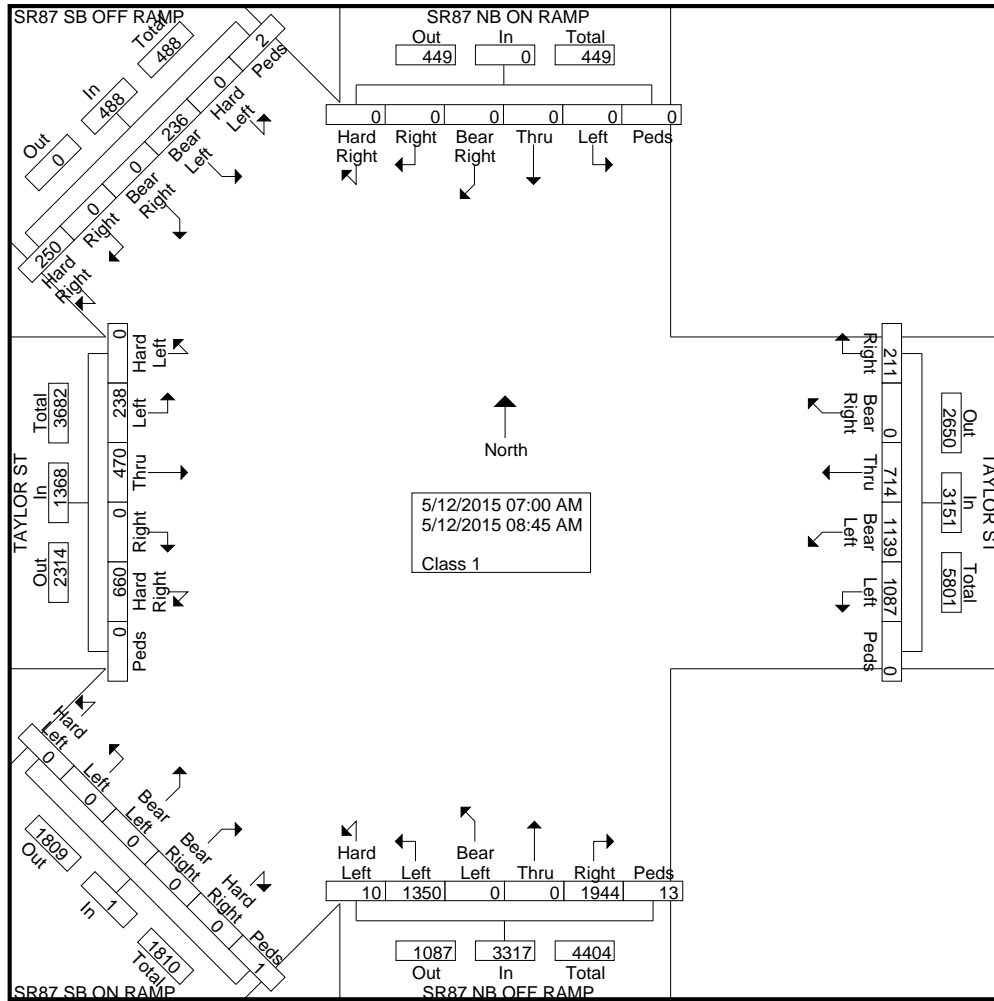 SR87 SB OFF RAMP
Out In Total
0 488 488
250 0 0 236 0 2
Hard Right Right Bear Right Bear Left Hard Left Peds
SR87 NB ON RAMP
Out In Total
449 0 449
0 0 0 0 0 0
Hard Right Right Bear Right Thru Left Peds
TAYLOR ST
Total In Out
3682 1368 2314
0 238 470 0 660 0
Hard Left Left Thru Right Hard Right Peds
North
5/12/2015 07:00 AM
5/12/2015 08:45 AM
Class 1
Right Bear Right Thru Bear Left Left Peds
211 0 714 1139 1087 0
Out In Total
2650 3151 5801
TAYLOR ST
Hard Left Left Bear Left Bear Right Hard Right Peds
0 0 0 0 0 1
1809 1 1810
Out In Total
SR87 SB ON RAMP
Hard Left Left Bear Left Thru Right Peds
10 1350 0 0 1944 13
1087 3317 4404
Out In Total
SR87 NB OFF RAMP